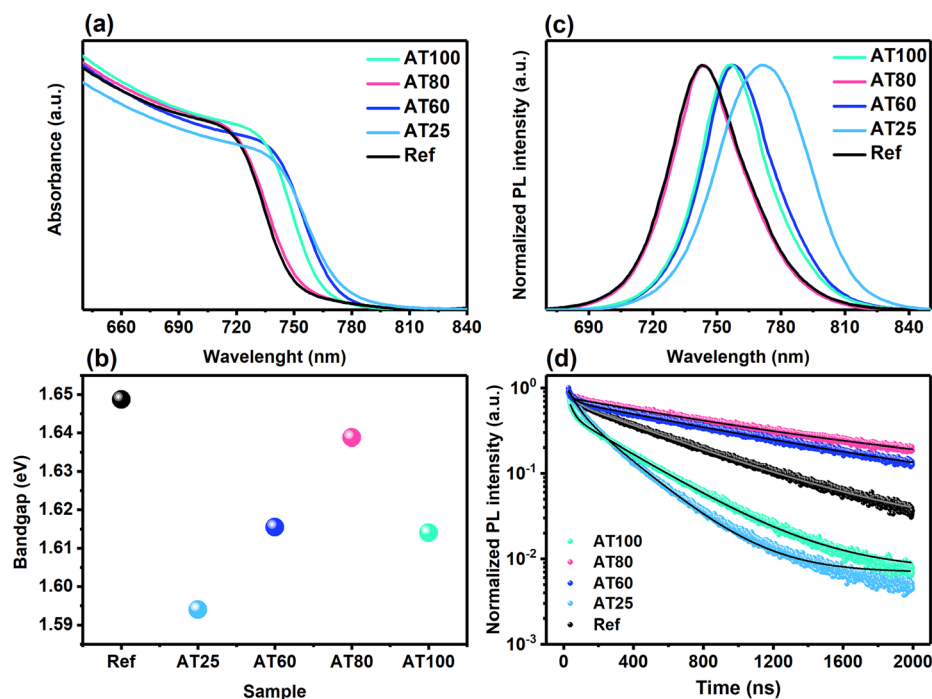 (a)
AT100
AT80
AT60
AT25
Ref
Absorbance (a.u.)
660 690 720 750 780 810 840
Wavelenght (nm)
(c)
AT100
AT80
AT60
AT25
Ref
Normalized PL intensity (a.u.)
690 720 750 780 810 840
Wavelength (nm)
(b)
1.65
1.64
1.63
1.62
1.61
1.60
1.59
Bandgap (eV)
Ref AT25 AT60 AT80 AT100
Sample
(d)
10⁰
10⁻¹
10⁻²
10⁻³
Normalized PL intensity (a.u.)
AT100
AT80
AT60
AT25
Ref
0 400 800 1200 1600 2000
Time (ns)